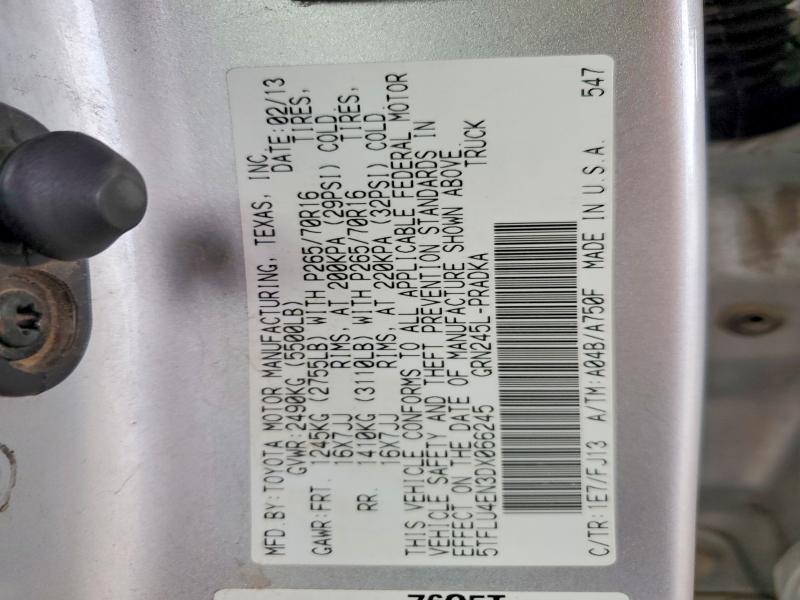 MFD.BY:TOYOTA MOTOR MANUFACTURING, TEXAS, INC.
GVWR:2490KG (5500LB) DATE:02/13
GAWR:FRT. 1245KG (2755LB) WITH P265/70R16 TIRES,
16X7JJ RIMS, AT 200KPA (29PSI) COLD.
RR. 1410KG (3110LB) WITH P265/70R16 TIRES,
16X7JJ RIMS, AT 220KPA (32PSI) COLD.
THIS VEHICLE CONFORMS TO ALL APPLICABLE FEDERAL MOTOR
VEHICLE SAFETY AND THEFT PREVENTION STANDARDS IN
EFFECT ON THE DATE OF MANUFACTURE SHOWN ABOVE.
5TFLU4EN3DX066245 GRN245L-PRADKA TRUCK
C/TR:1E7/FJ13 A/TM:A04B/A750F MADE IN U.S.A. 547